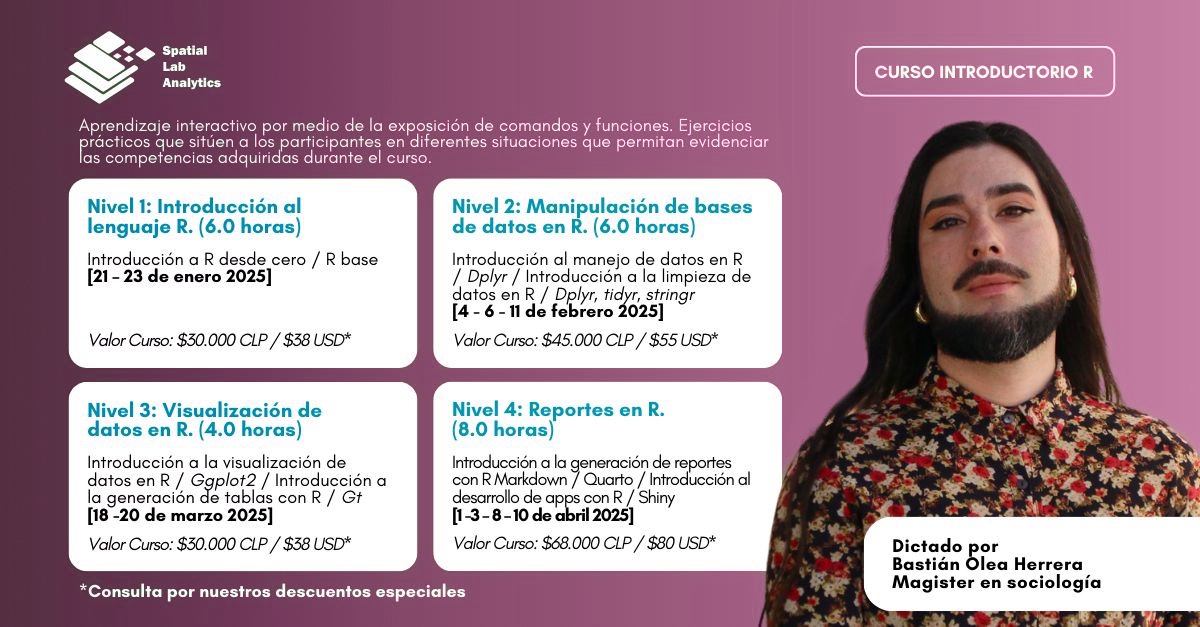 Spatial
Lab
Analytics
CURSO INTRODUCTORIO R
Aprendizaje interactivo por medio de la exposición de comandos y funciones. Ejercicios
prácticos que sitúen a los participantes en diferentes situaciones que permitan evidenciar
las competencias adquiridas durante el curso.
Nivel 1: Introducción al
lenguaje R. (6.0 horas)
Introducción a R desde cero / R base
[21 - 23 de enero 2025]
Valor Curso: $30.000 CLP / $38 USD*
Nivel 2: Manipulación de bases
de datos en R. (6.0 horas)
Introducción al manejo de datos en R
/ Dplyr / Introducción a la limpieza de
datos en R / Dplyr, tidyr, stringr
[4 - 6 - 11 de febrero 2025]
Valor Curso: $45.000 CLP / $55 USD*
Nivel 3: Visualización de
datos en R. (4.0 horas)
Introducción a la visualización de
datos en R / Ggplot2 / Introducción a
la generación de tablas con R / Gt
[18 -20 de marzo 2025]
Valor Curso: $30.000 CLP / $38 USD*
Nivel 4: Reportes en R.
(8.0 horas)
Introducción a la generación de reportes
con R Markdown / Quarto / Introducción al
desarrollo de apps con R / Shiny
[1 -3 - 8 - 10 de abril 2025]
Valor Curso: $68.000 CLP / $80 USD*
*Consulta por nuestros descuentos especiales
Dictado por
Bastián Olea Herrera
Magister en sociología